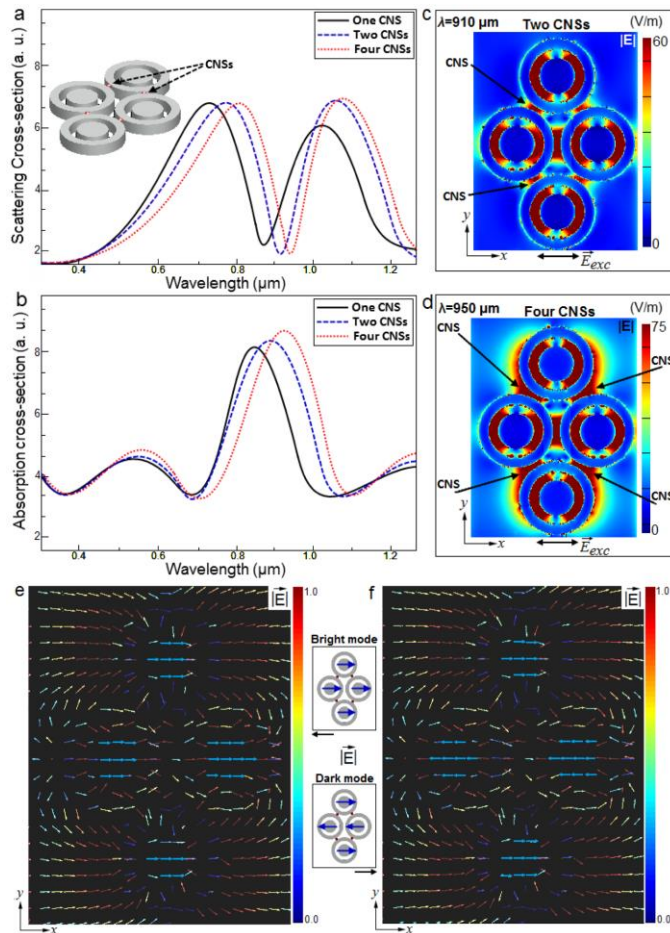 a
One CNS
Two CNSs
Four CNSs
CNSs
Scattering Cross-section (a. u.)
8
6
4
2
0.4 0.6 0.8 1.0 1.2
Wavelength (µm)
b
One CNS
Two CNSs
Four CNSs
Absorption cross-section (a. u.)
8
6
4
2
0.4 0.6 0.8 1.0 1.2
Wavelength (µm)
c
λ=910 µm Two CNSs (V/m)
|E| 60
CNS
CNS
y
x
E⃗exc
0
d
λ=950 µm Four CNSs (V/m)
|E| 75
CNS CNS
CNS CNS
y
x
E⃗exc
0
e
|E⃗|
1.0
0.0
y
x
Bright mode
|E⃗|
Dark mode
f
|E⃗|
1.0
0.0
y
x